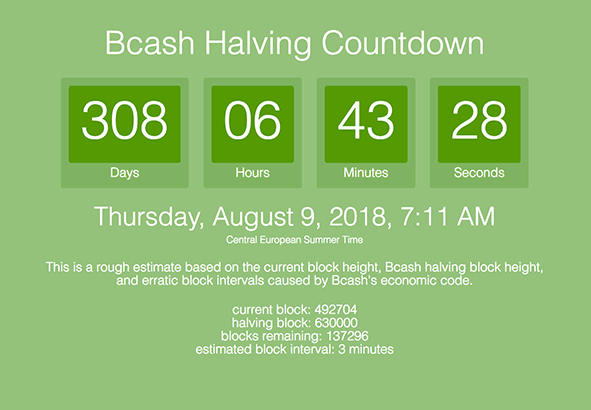 Bcash Halving Countdown
308 06 43 28
Days Hours Minutes Seconds
Thursday, August 9, 2018, 7:11 AM
Central European Summer Time
This is a rough estimate based on the current block height, Bcash halving block height,
and erratic block intervals caused by Bcash's economic code.
current block: 492704
halving block: 630000
blocks remaining: 137296
estimated block interval: 3 minutes